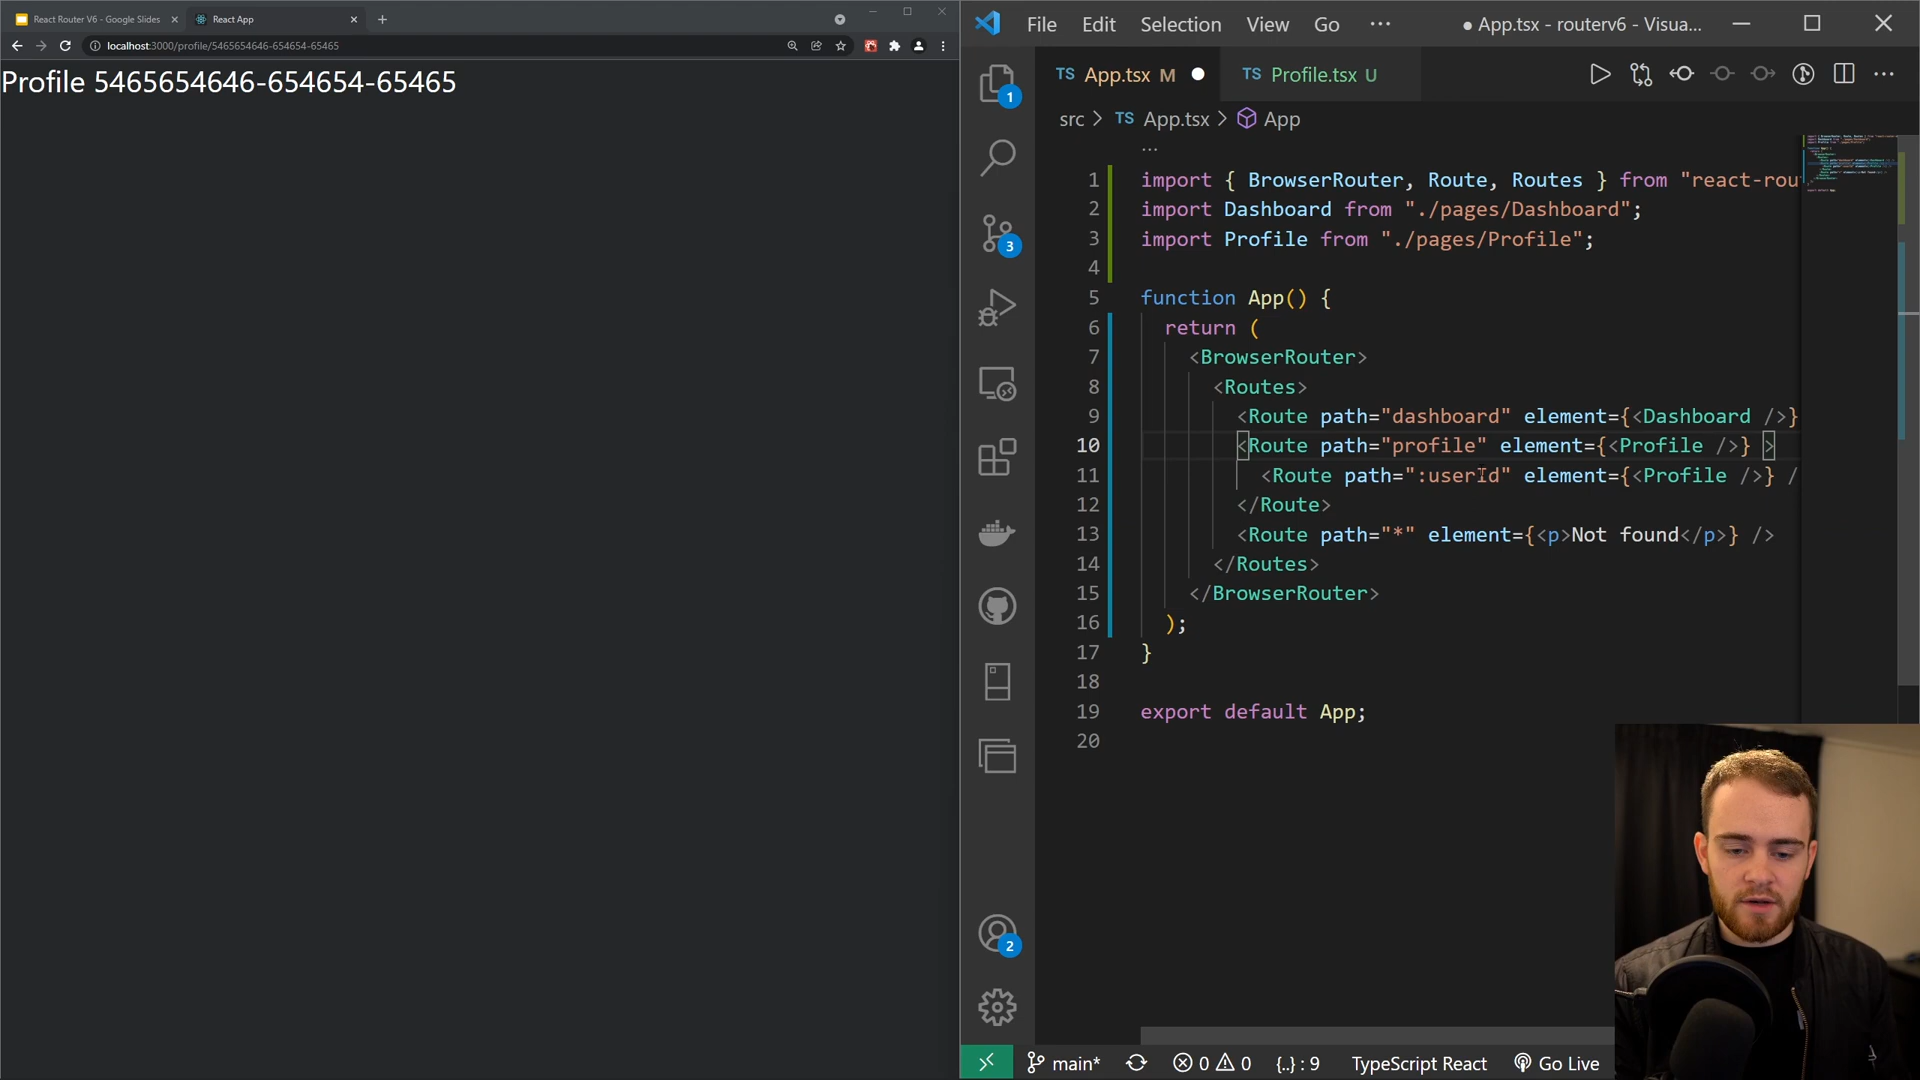 React Router V6 - Google Slides
React App
localhost:3000/profile/5465654646-654654-65465
Profile 5465654646-654654-65465
File Edit Selection View Go ···
● App.tsx - routerv6 - Visua...
TS App.tsx M ●
TS Profile.tsx U
src > TS App.tsx > App
...
1 import { BrowserRouter, Route, Routes } from "react-rou
2 import Dashboard from "./pages/Dashboard";
3 import Profile from "./pages/Profile";
4
5 function App() {
6 return (
7 <BrowserRouter>
8 <Routes>
9 <Route path="dashboard" element={<Dashboard />}
10 <Route path="profile" element={<Profile />} >
11 <Route path=":userid" element={<Profile />} /
12 </Route>
13 <Route path="*" element={<p>Not found</p>} />
14 </Routes>
15 </BrowserRouter>
16 );
17 }
18
19 export default App;
20
1
3
2
main* 0 0 {..} : 9 TypeScript React Go Live